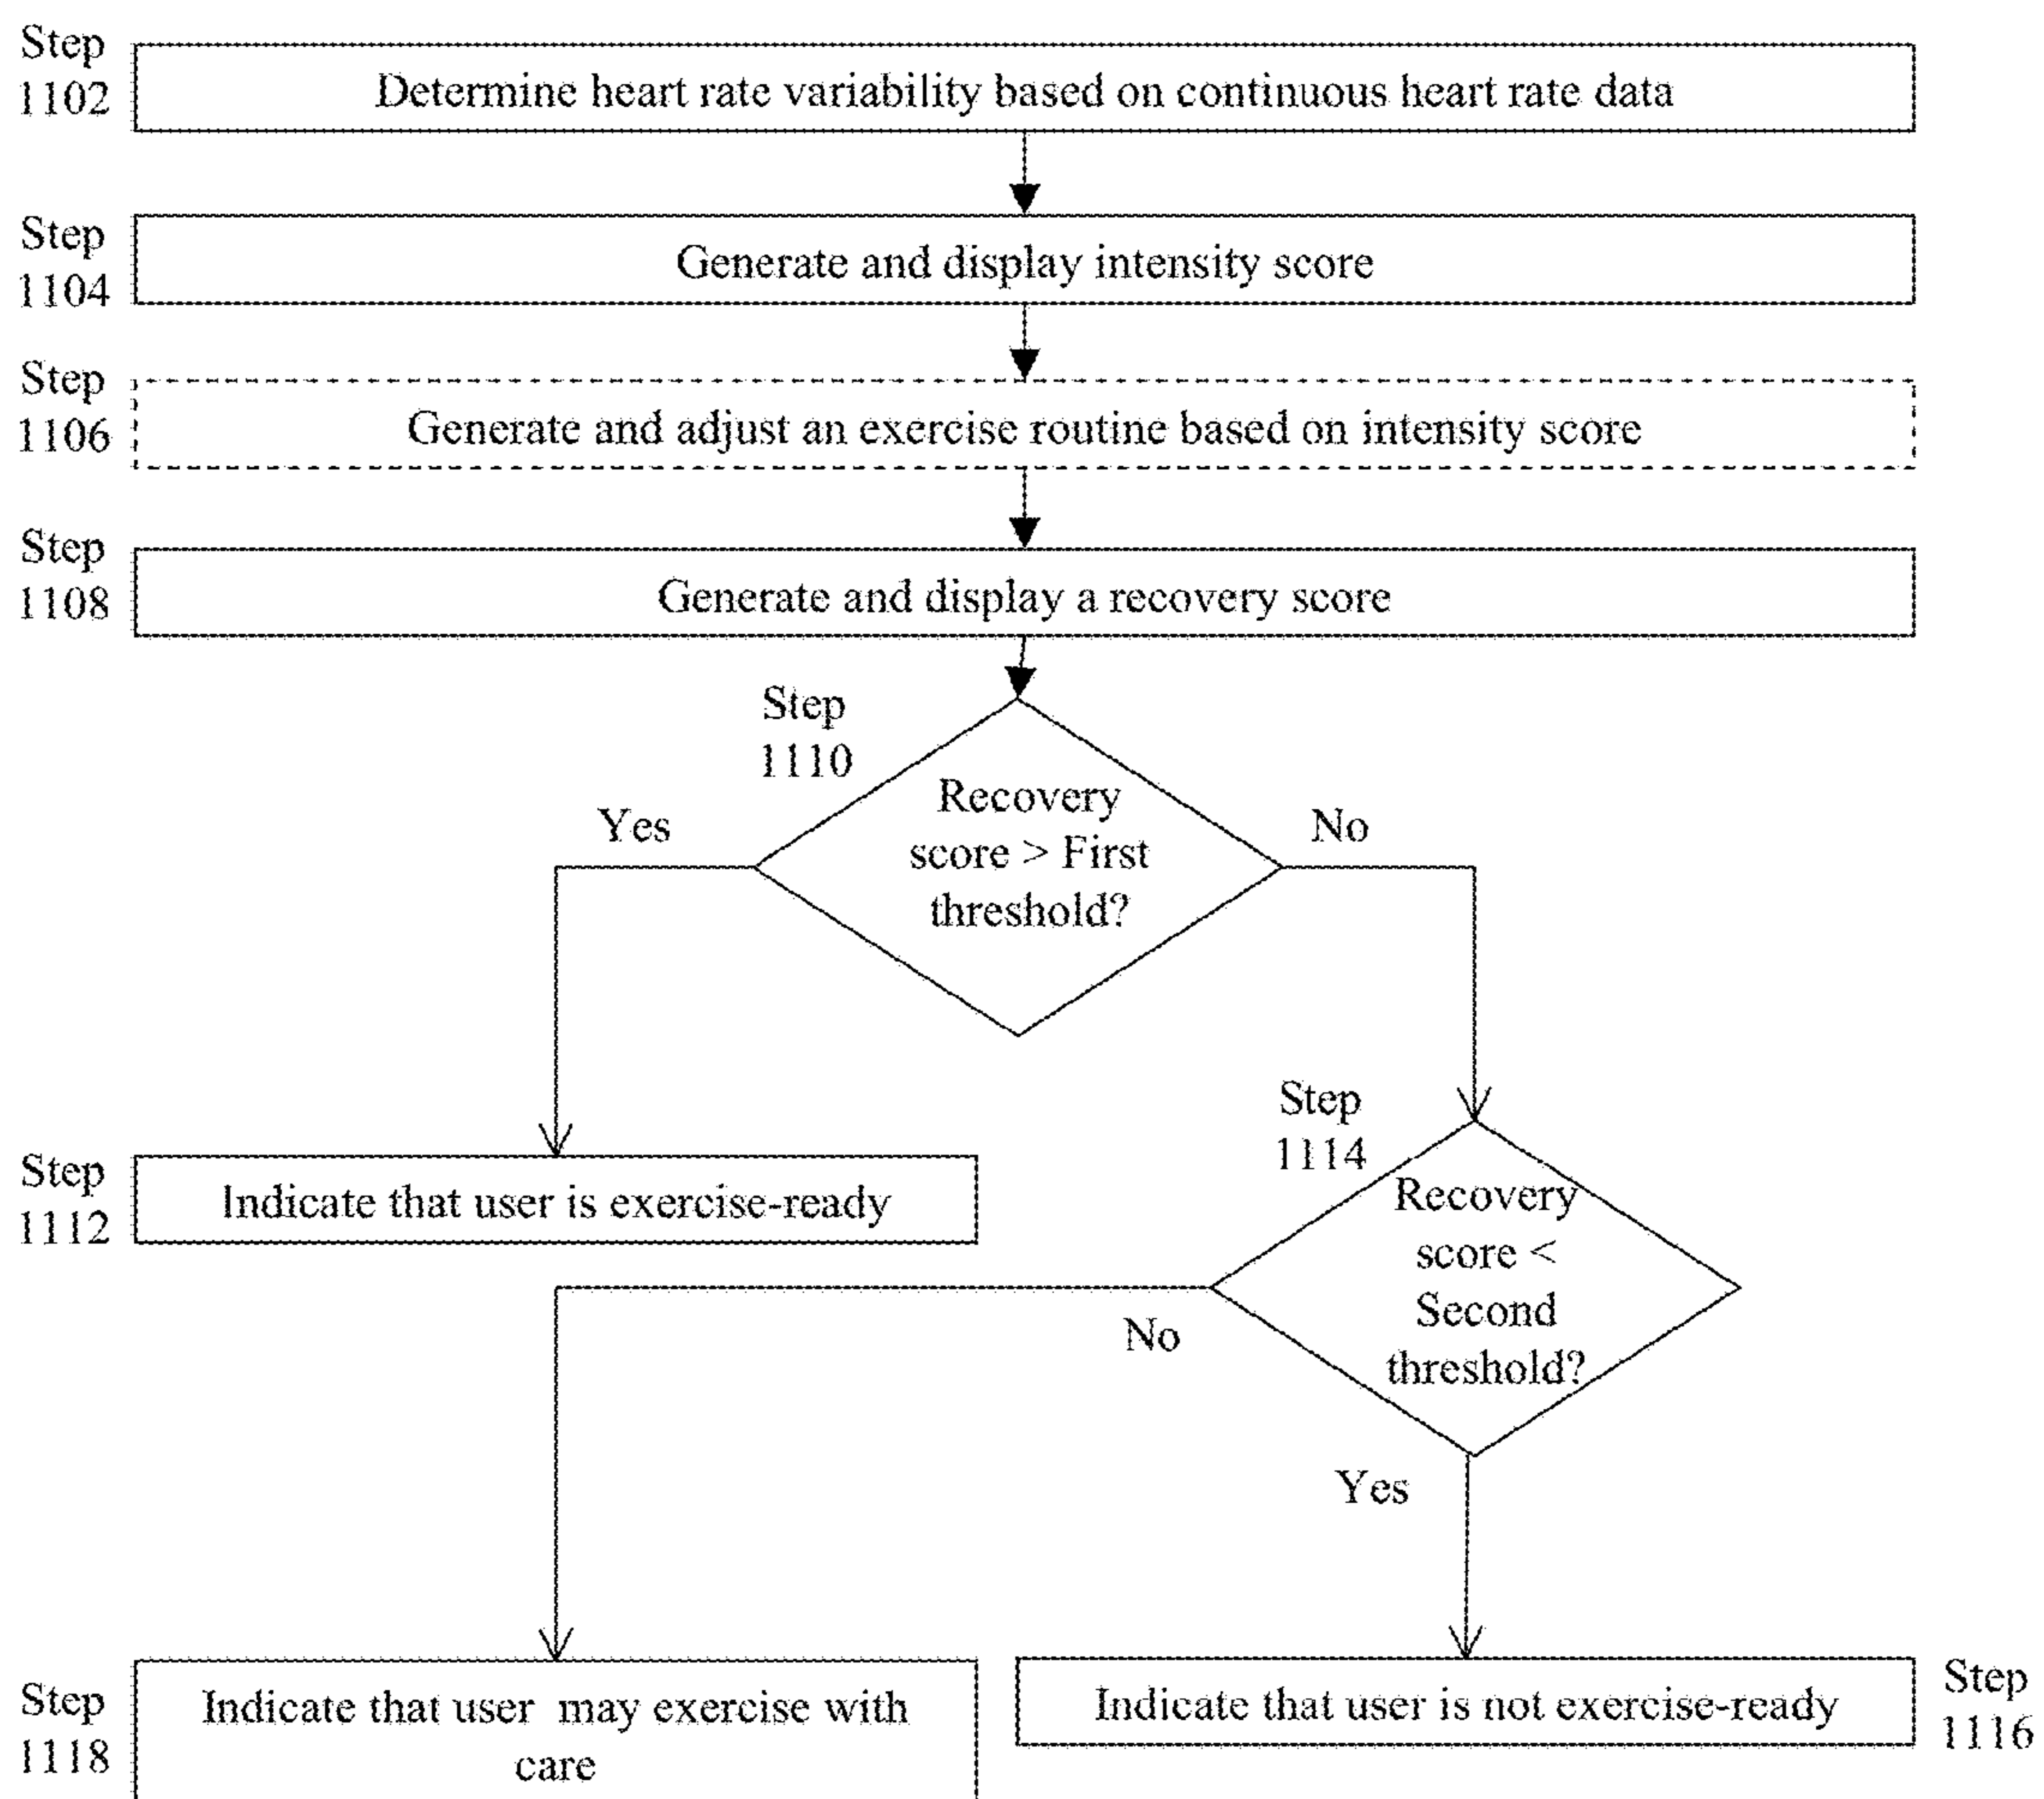 Step
1102
Determine heart rate variability based on continuous heart rate data
Step
1104
Generate and display intensity score
Step
1106
Generate and adjust an exercise routine based on intensity score
Step
1108
Generate and display a recovery score
Step
1110
Recovery
score > First
threshold?
Yes
No
Step
1112
Indicate that user is exercise-ready
Step
1114
Recovery
score <
Second
threshold?
No
Yes
Step
1118
Indicate that user may exercise with
care
Indicate that user is not exercise-ready
Step
1116